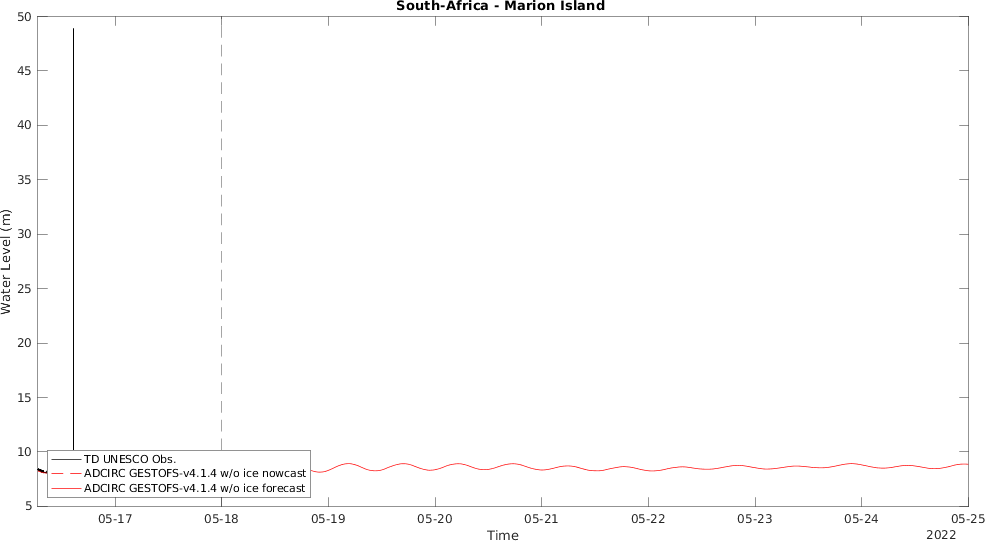 South-Africa - Marion Island
50
45
40
35
30
25
20
15
10
5
Water Level (m)
TD UNESCO Obs.
ADCIRC GESTOFS-v4.1.4 w/o ice nowcast
ADCIRC GESTOFS-v4.1.4 w/o ice forecast
05-17 05-18 05-19 05-20 05-21 05-22 05-23 05-24 05-25
Time
2022